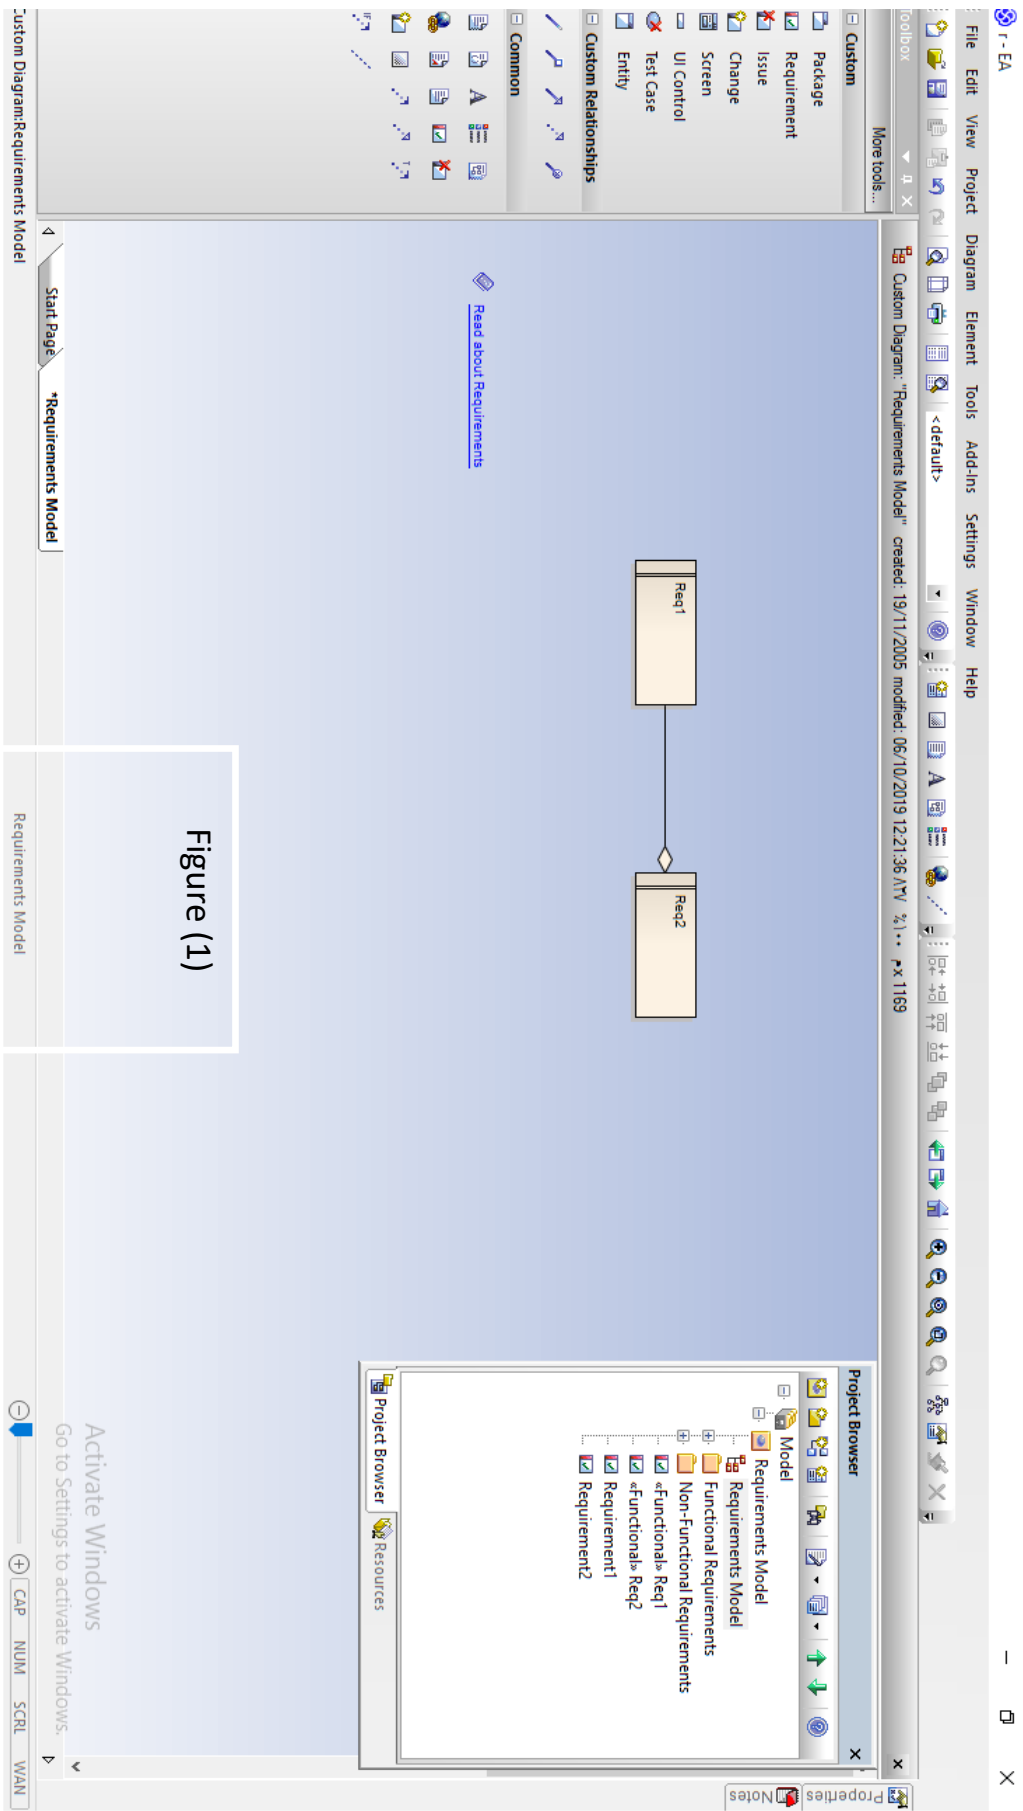 r - EA
File Edit View Project Diagram Element Tools Add-Ins Settings Window Help
<default>
Toolbox
More tools...
Custom
Package
Requirement
Issue
Change
Screen
UI Control
Test Case
Entity
Custom Relationships
Common
Custom Diagram: "Requirements Model" created: 19/11/2005 modified: 06/10/2019 12:21:36 ٨٢٧ %١٠٠ م x 1169
Req1
Req2
Read about Requirements
Figure (1)
Project Browser
Model
Requirements Model
Requirements Model
Functional Requirements
Non-Functional Requirements
«Functional» Req1
«Functional» Req2
Requirement1
Requirement2
Project Browser Resources
Properties
Notes
Activate Windows
Go to Settings to activate Windows.
Start Page *Requirements Model
ustom Diagram:Requirements Model Requirements Model CAP NUM SCRL WAN